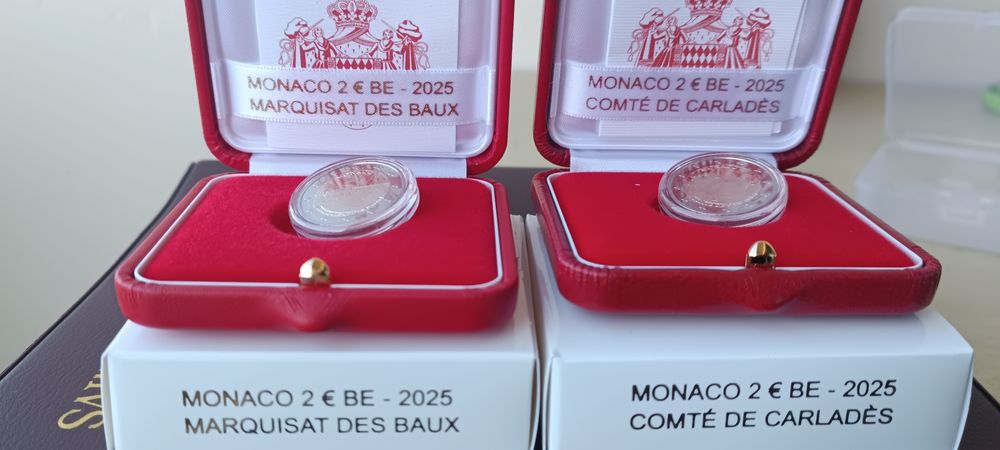 MONACO 2 € BE - 2025
MARQUISAT DES BAUX
MONACO 2 € BE - 2025
COMTÉ DE CARLADÈS
MONACO 2 € BE - 2025
MARQUISAT DES BAUX
MONACO 2 € BE - 2025
COMTÉ DE CARLADÈS